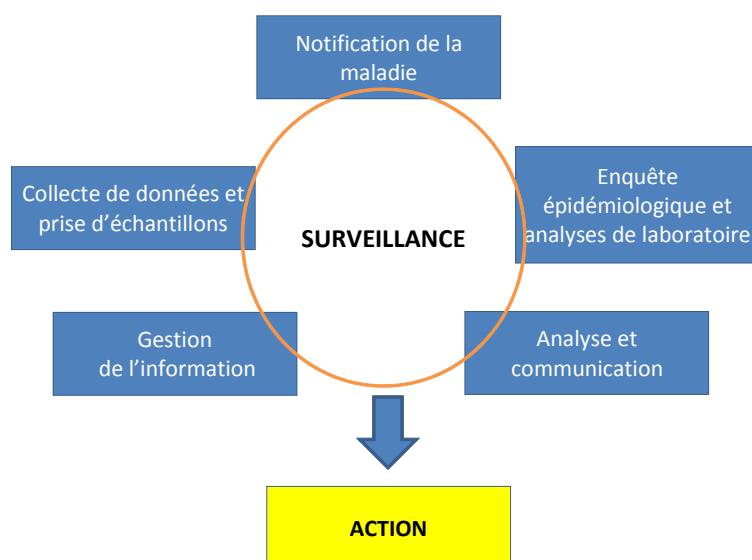 Notification de la
maladie
Collecte de données et
prise d’échantillons
Enquête
épidémiologique et
analyses de laboratoire
SURVEILLANCE
Gestion
de l’information
Analyse et
communication
ACTION